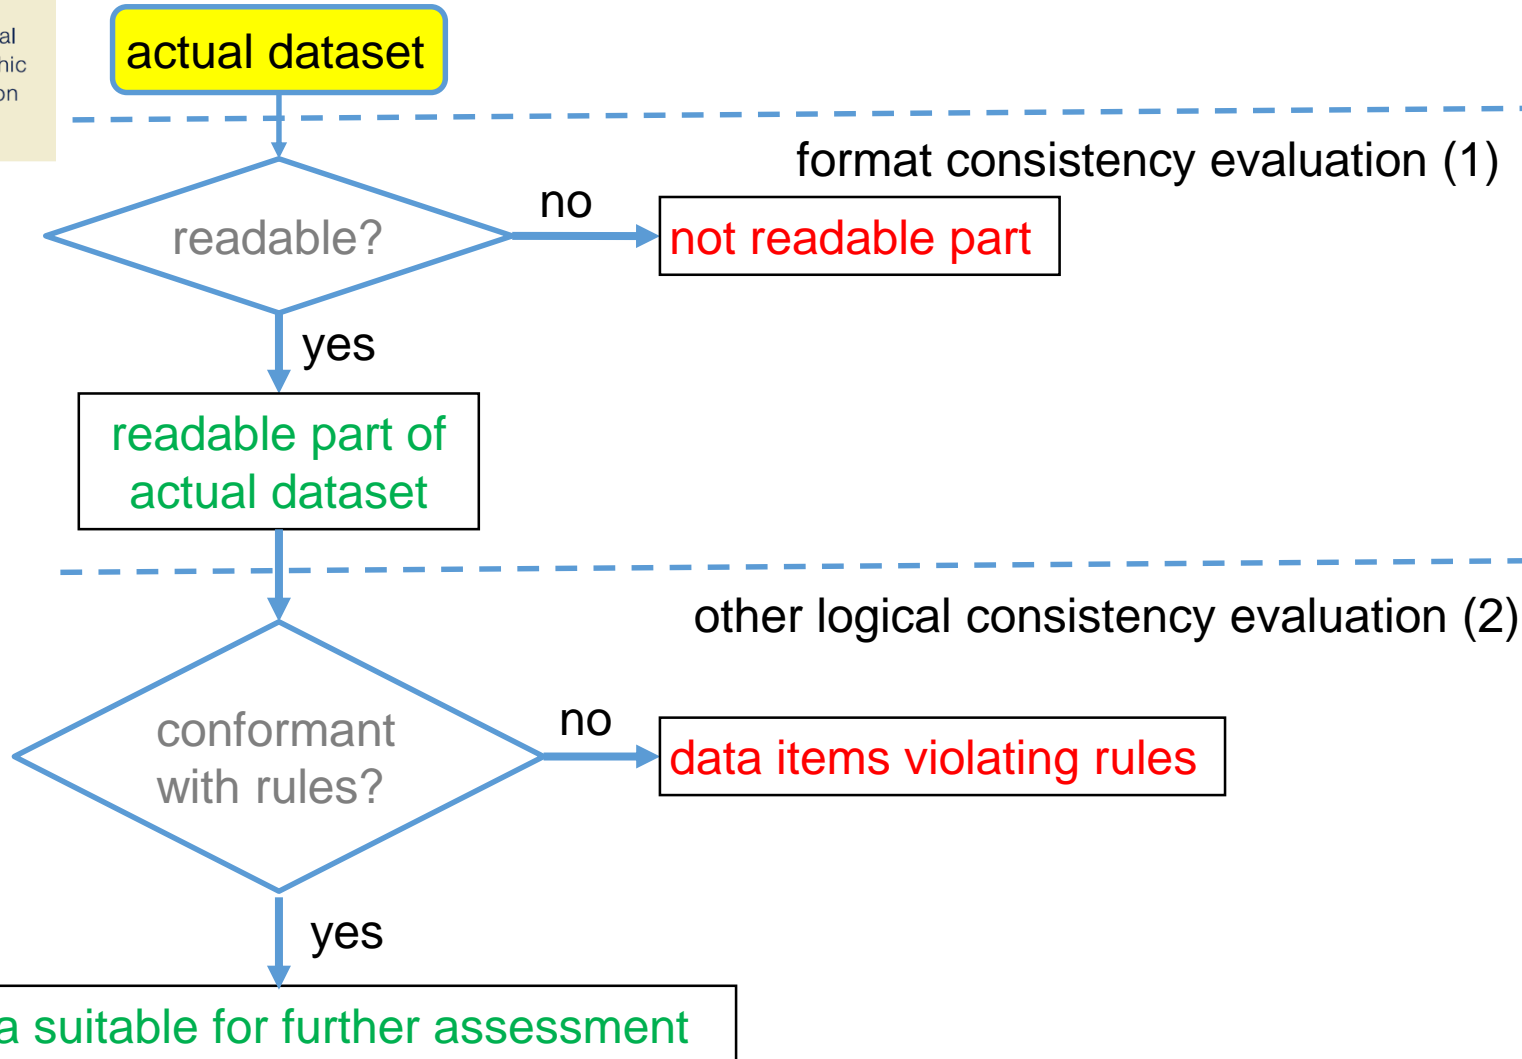 actual dataset
format consistency evaluation (1)
readable?
no
not readable part
yes
readable part of
actual dataset
other logical consistency evaluation (2)
conformant
with rules?
no
data items violating rules
yes
a suitable for further assessment